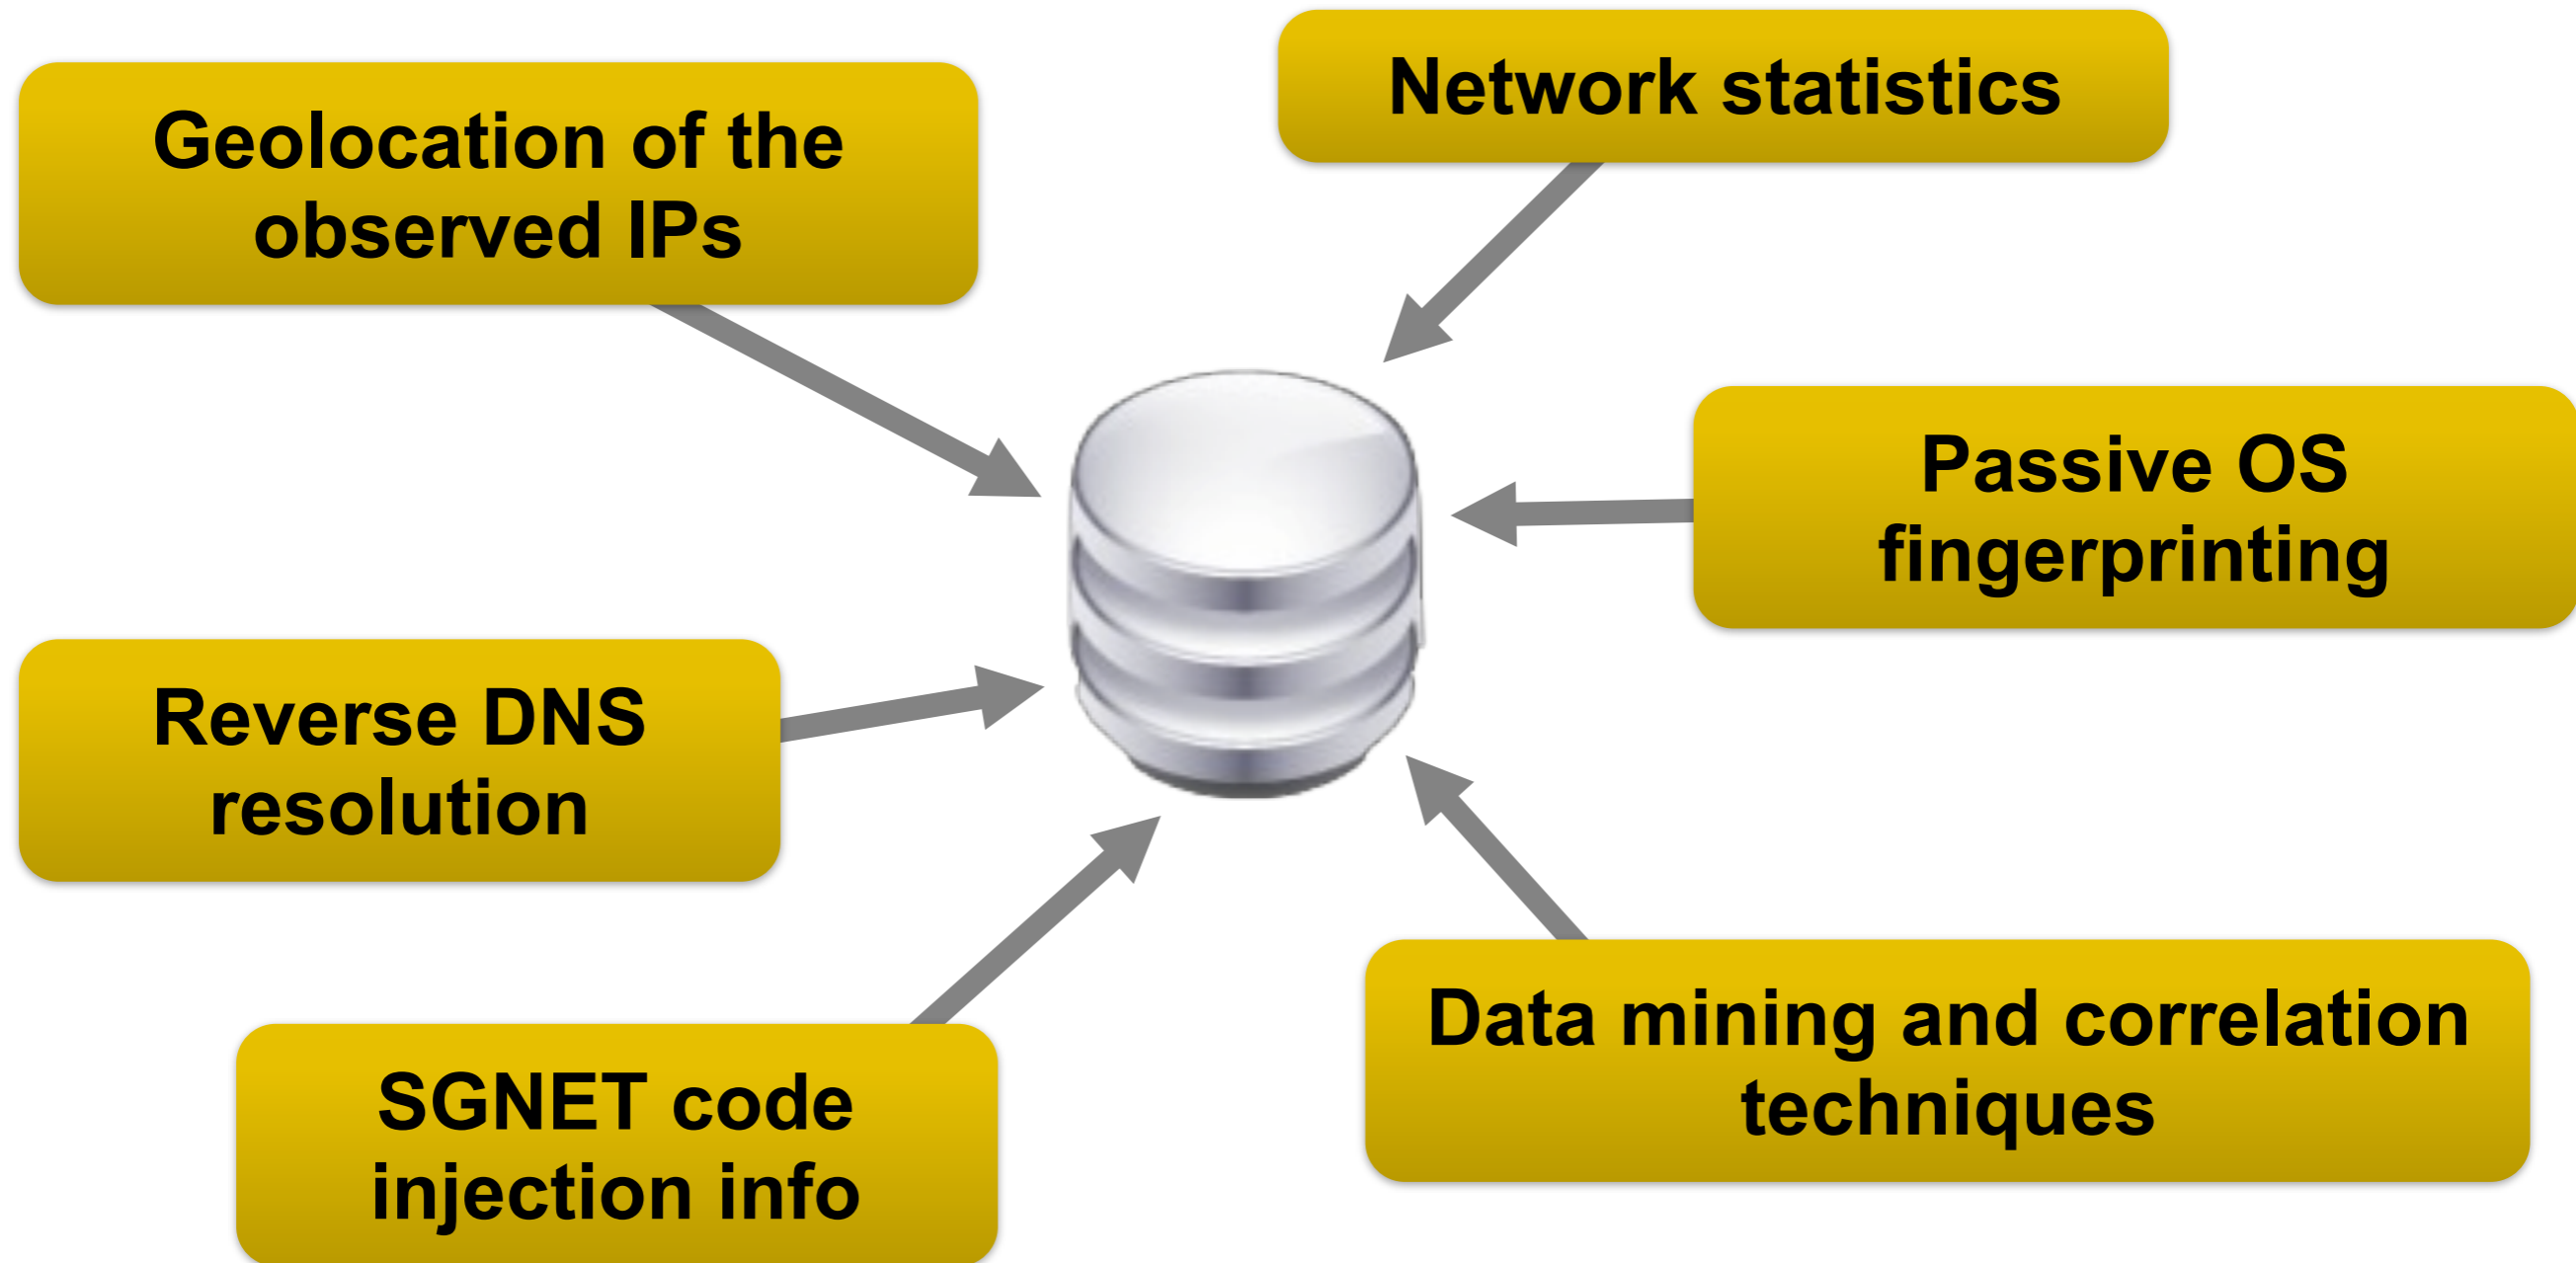 Geolocation of the
observed IPs
Network statistics
Passive OS
fingerprinting
Reverse DNS
resolution
SGNET code
injection info
Data mining and correlation
techniques